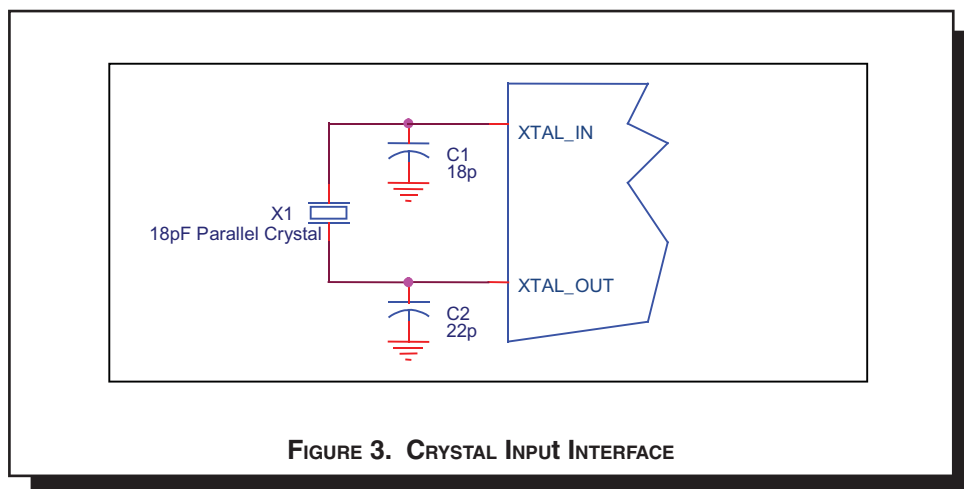 XTAL_IN
C1
18p
X1
18pF Parallel Crystal
XTAL_OUT
C2
22p
FIGURE 3. CRYSTAL INPUt INTERFACE